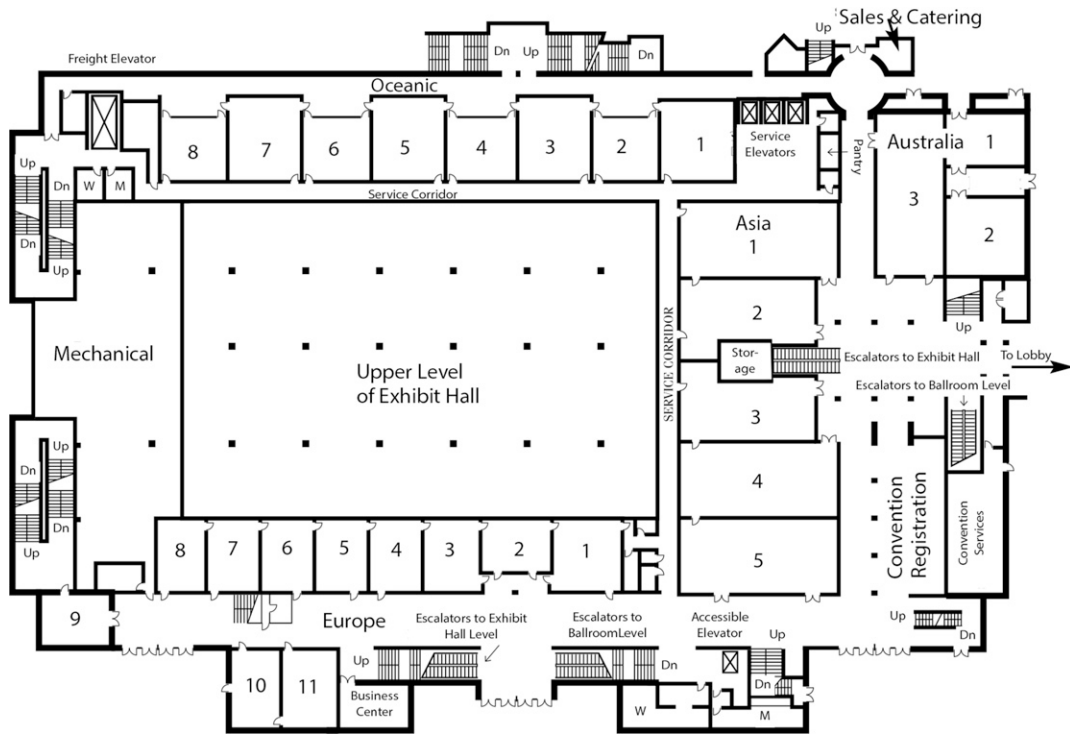 Sales & Catering
Up
Dn
Up
Dn
Freight Elevator
Oceanic
8
7
6
5
4
3
2
1
Service
Elevators
Pantry
Australia
1
3
2
Up
Dn
W
M
Service Corridor
Dn
Up
Asia
1
2
Up
SERVICE CORRIDOR
Mechanical
Upper Level
of Exhibit Hall
Stor-
age
Escalators to Exhibit Hall
To Lobby
Escalators to Ballroom Level
3
4
5
Up
Dn
Dn
Up
Convention
Registration
Convention
Services
8
7
6
5
4
3
2
1
9
Europe
Escalators to Exhibit
Hall Level
Escalators to
BallroomLevel
Accessible
Elevator
Up
Up
Dn
Up
Dn
Dn
10
11
Business
Center
W
M